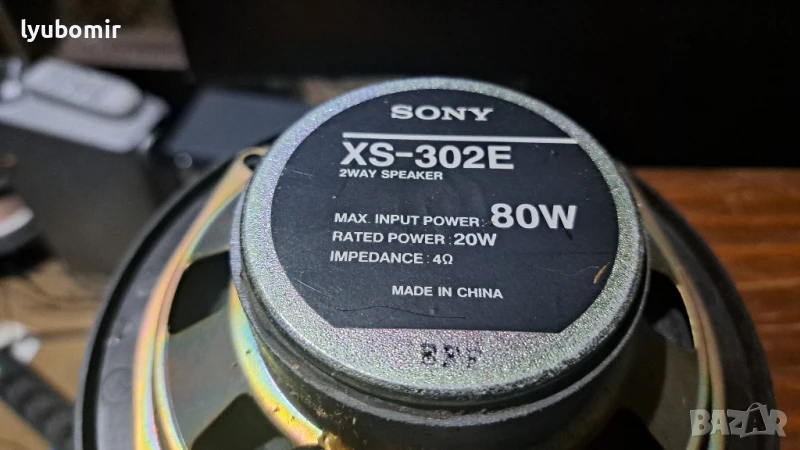 lyubomir
SONY
XS-302E
2WAY SPEAKER
MAX. INPUT POWER: 80W
RATED POWER: 20W
IMPEDANCE: 4Ω
MADE IN CHINA
BAZAR